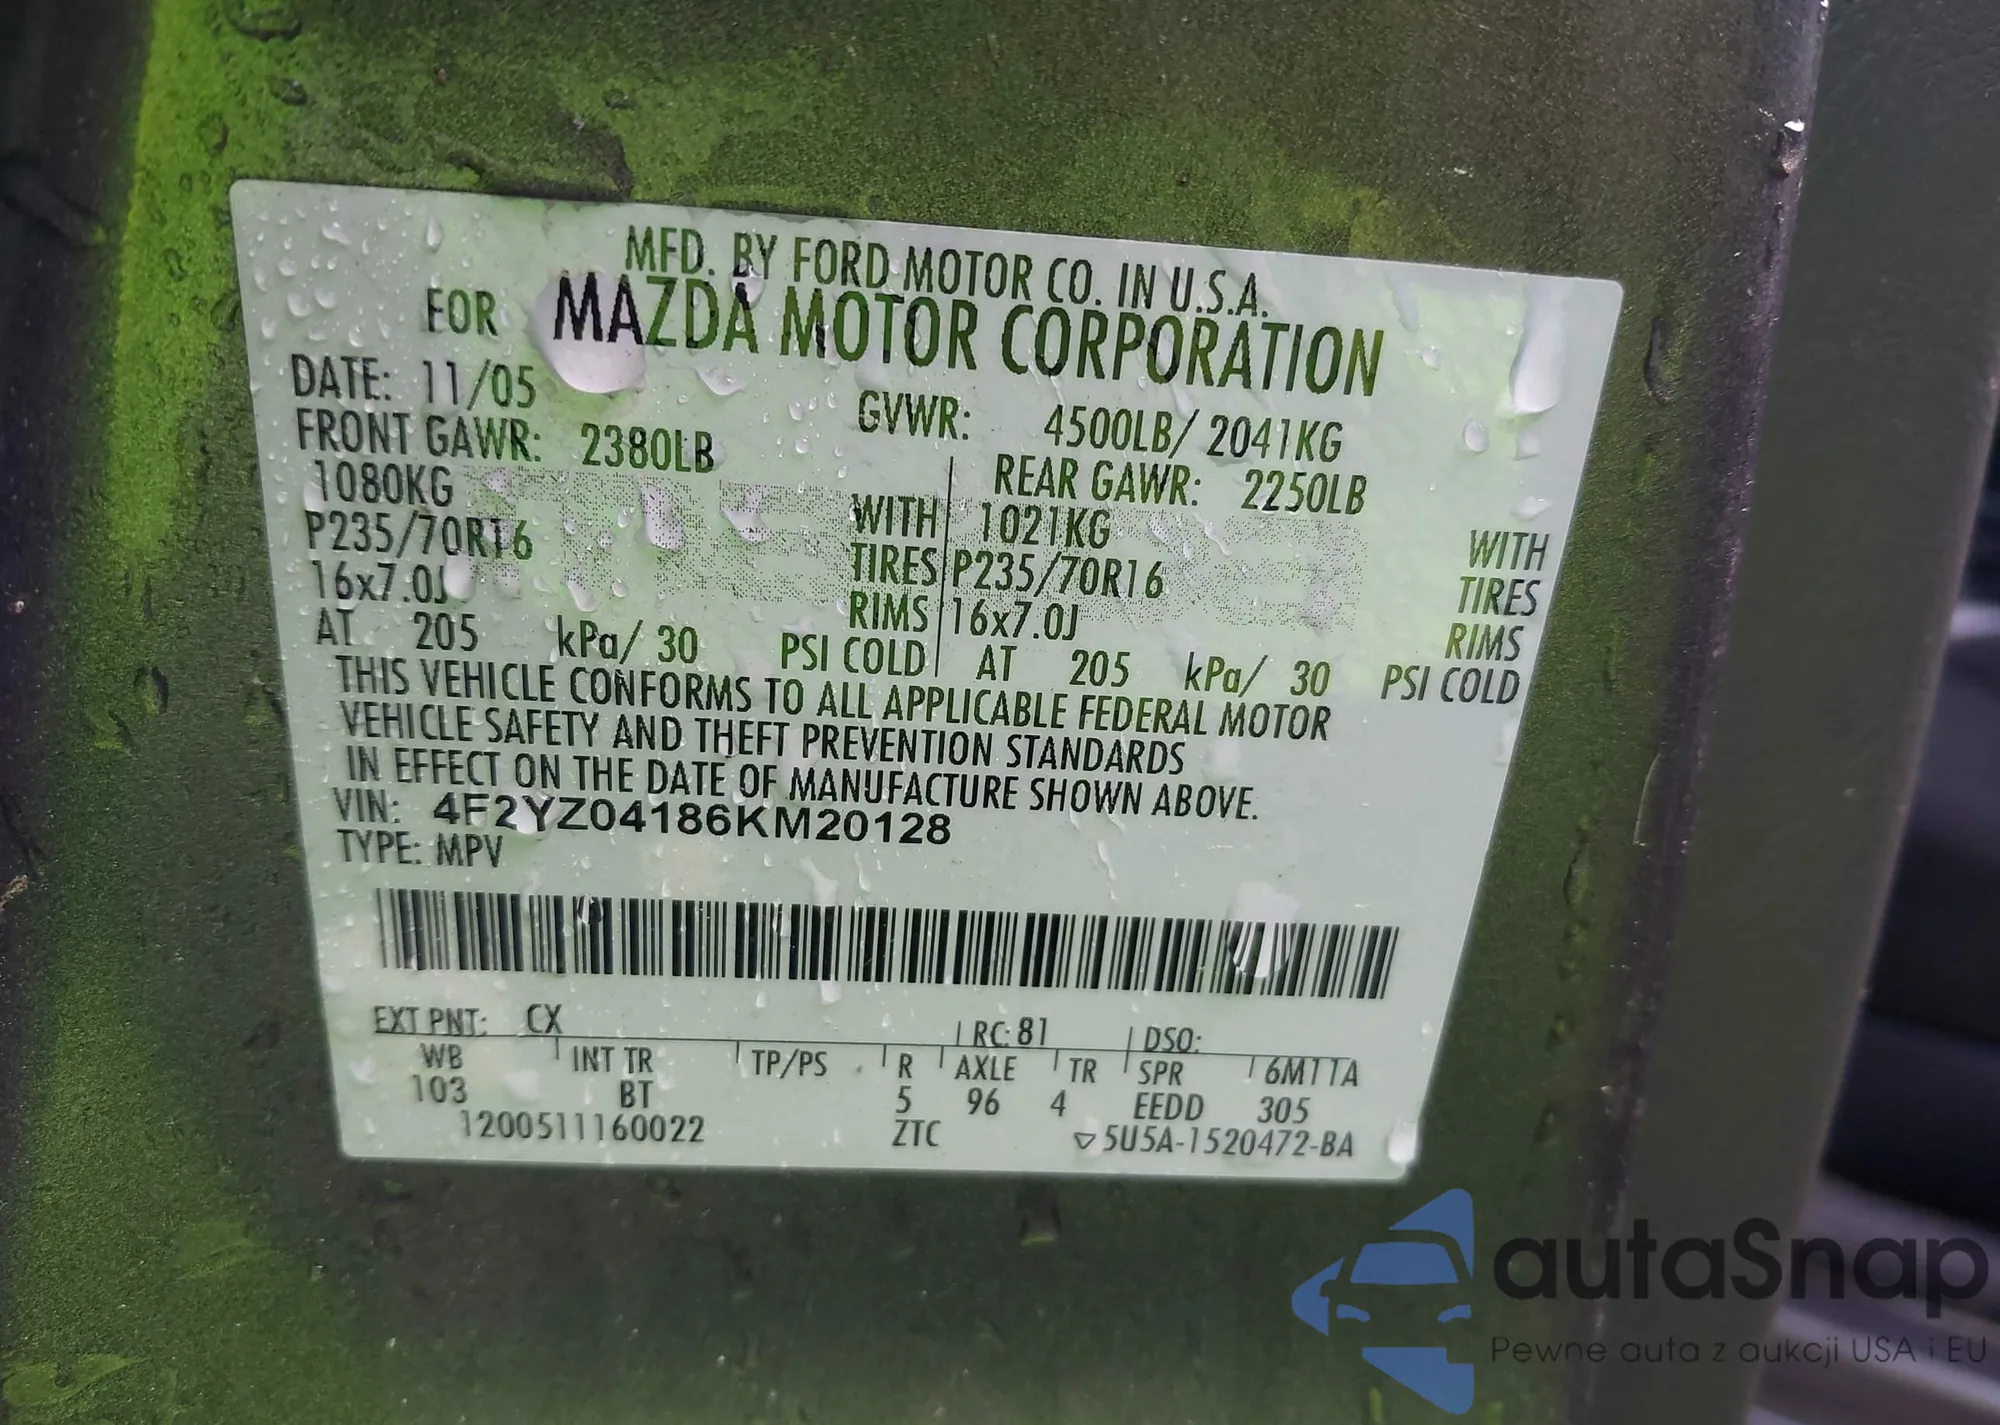 MFD. BY FORD MOTOR CO. IN U.S.A.
FOR MAZDA MOTOR CORPORATION
DATE: 11/05 GVWR: 4500LB/ 2041KG
FRONT GAWR: 2380LB REAR GAWR: 2250LB
1080KG WITH 1021KG WITH
P235/70R16 TIRES P235/70R16 TIRES
16x7.0J RIMS 16x7.0J RIMS
AT 205 kPa/ 30 PSI COLD AT 205 kPa/ 30 PSI COLD
THIS VEHICLE CONFORMS TO ALL APPLICABLE FEDERAL MOTOR
VEHICLE SAFETY AND THEFT PREVENTION STANDARDS
IN EFFECT ON THE DATE OF MANUFACTURE SHOWN ABOVE.
VIN: 4F2YZ04186KM20128
TYPE: MPV
EXT PNT: CX RC: 81 DSO:
WB INT TR TP/PS R AXLE TR SPR 6M11A
103 BT 5 96 4 EEDD 305
1200511160022 ZTC ▽5U5A-1520472-BA
autaSnap
Pewne auta z aukcji USA i EU